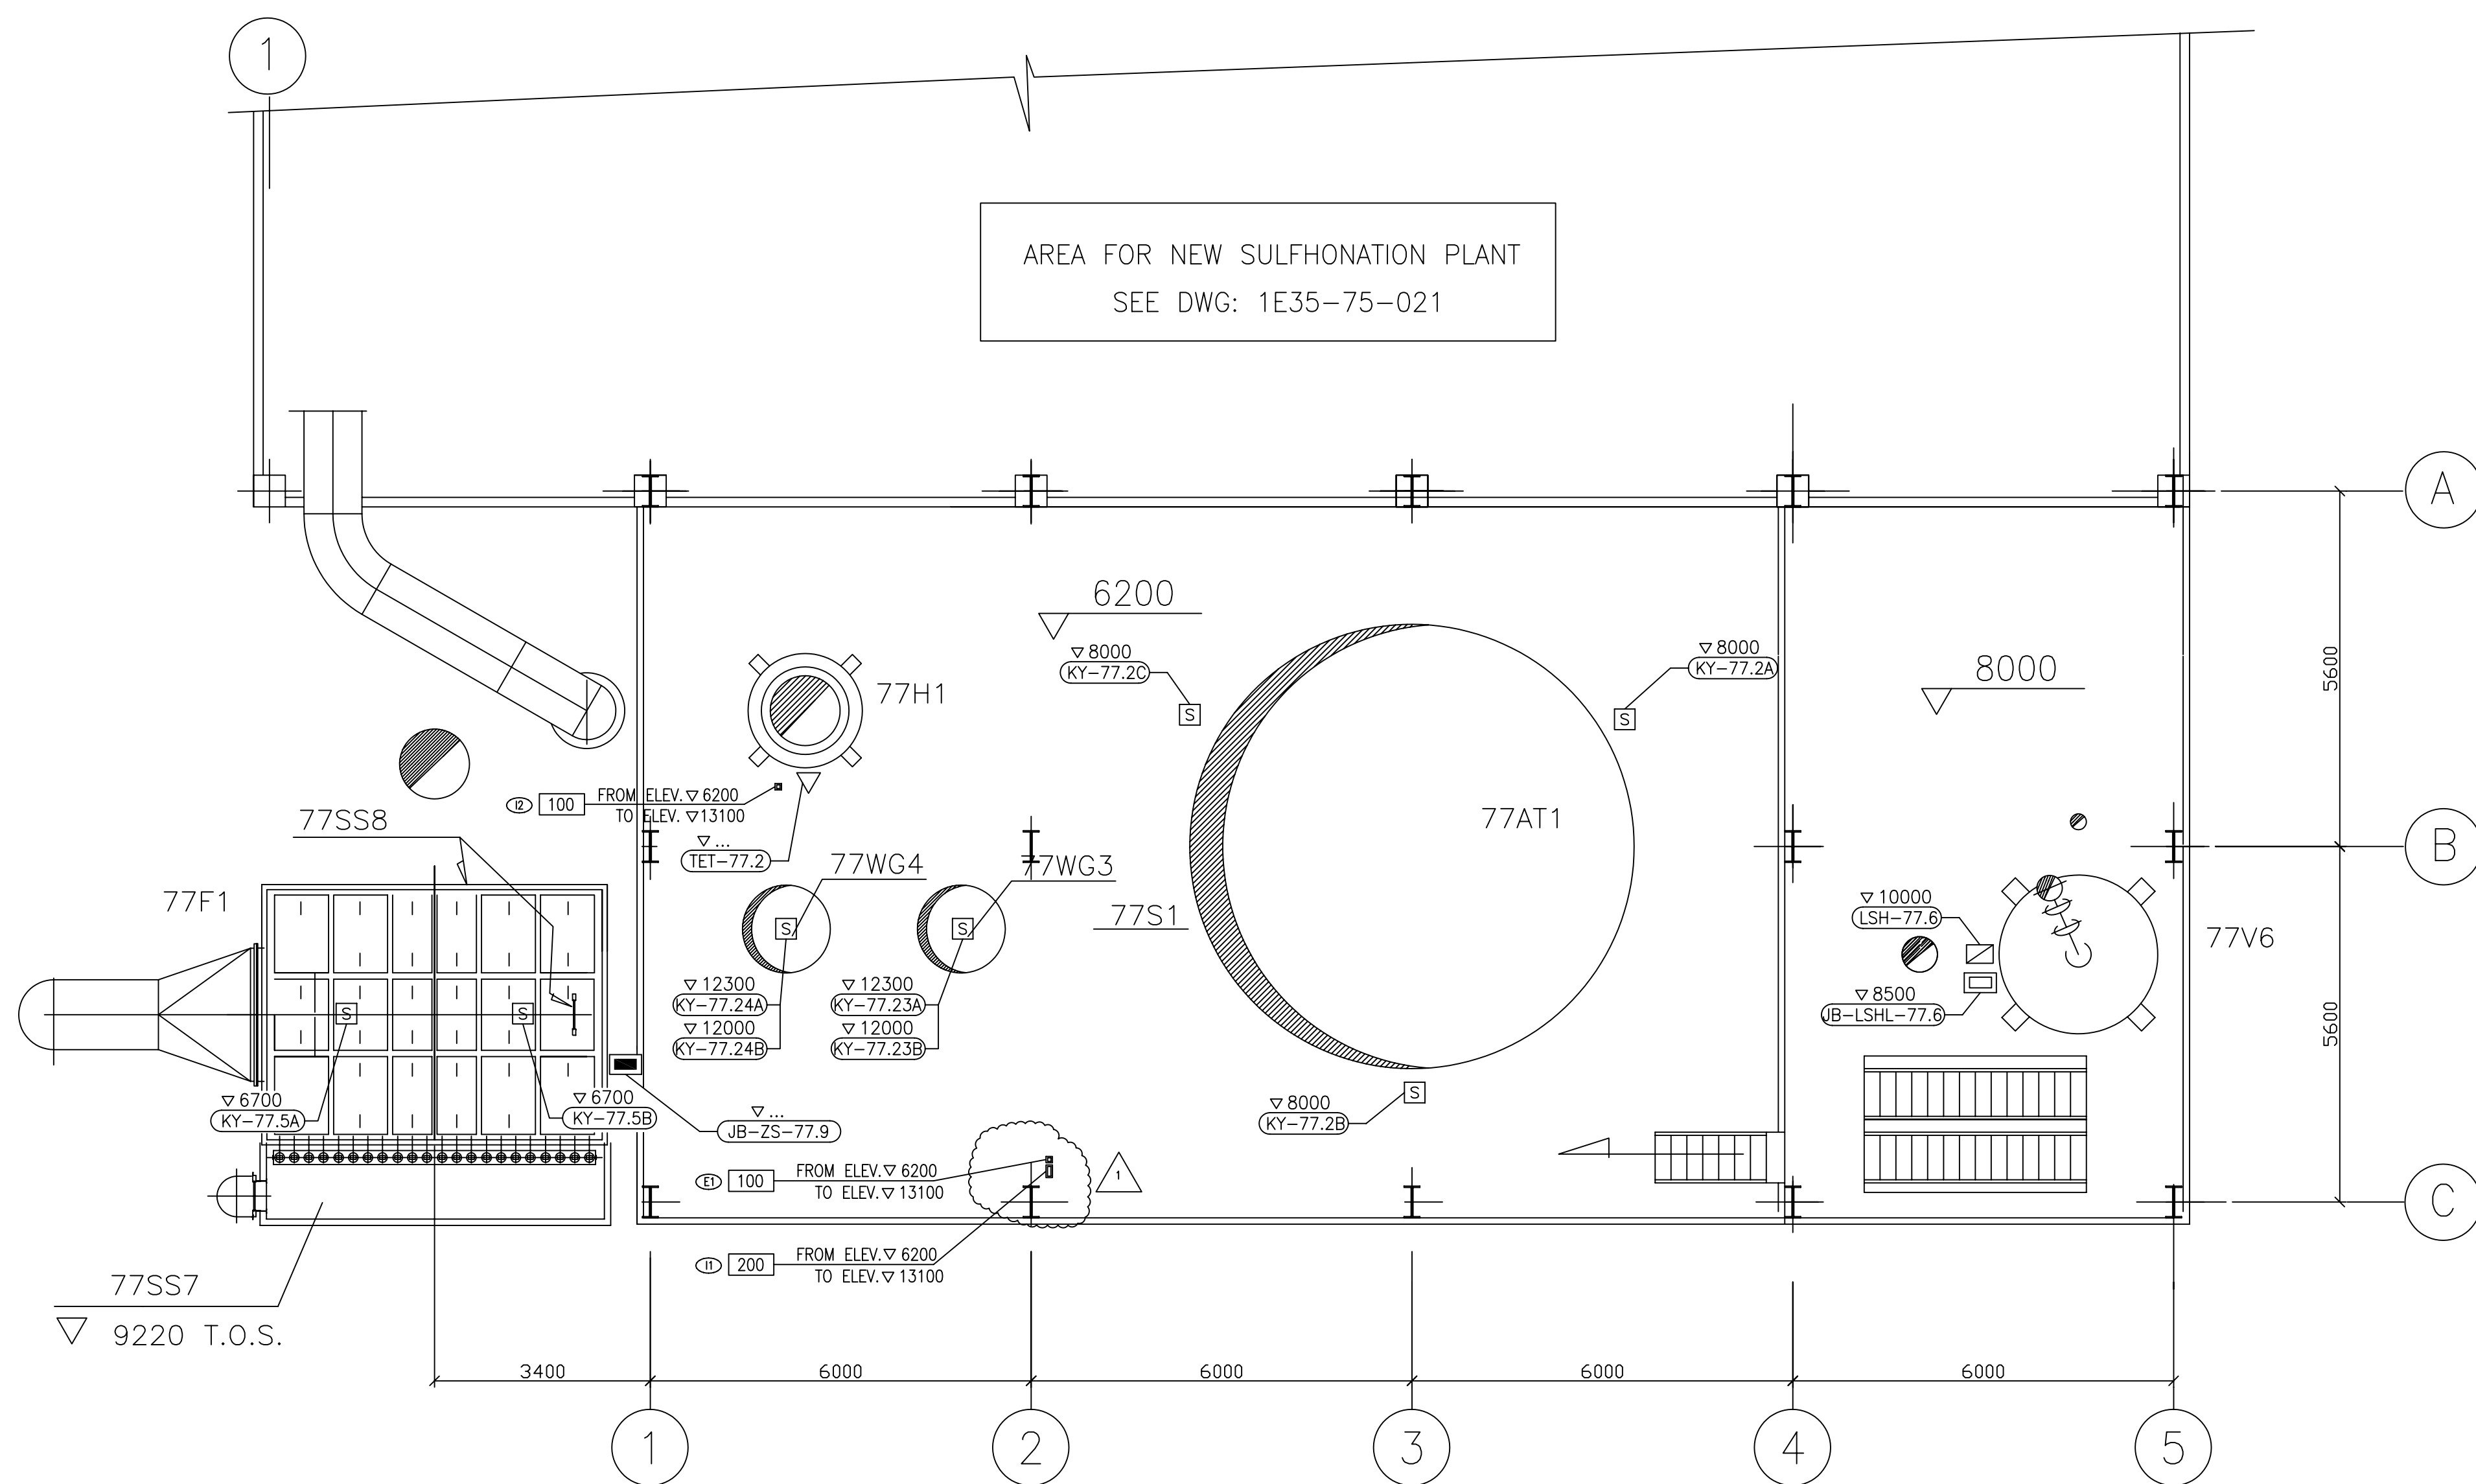 1
AREA FOR NEW SULFHONATION PLANT
SEE DWG: 1E35-75-021
A
6200
▽ 8000
KY-77.2C
▽ 8000
KY-77.2A
8000
5600
77H1
I2 100 FROM ELEV.▽ 6200
TO ELEV. ▽13100
77SS8
77AT1
B
▽ ...
TET-77.2
77WG4
77WG3
77F1
77S1
▽ 10000
LSH-77.6
77V6
▽ 12300
KY-77.24A
▽ 12000
KY-77.24B
▽ 12300
KY-77.23A
▽ 12000
KY-77.23B
S
S
S
S
S
S
S
▽ 8500
JB-LSHL-77.6
5600
▽ 6700
KY-77.5A
▽ 6700
KY-77.5B
▽ ...
JB-ZS-77.9
▽ 8000
KY-77.2B
E1 100 FROM ELEV.▽ 6200
TO ELEV.▽ 13100
1
C
I1 200 FROM ELEV.▽ 6200
TO ELEV.▽ 13100
77SS7
▽ 9220 T.O.S.
3400 6000 6000 6000 6000
1 2 3 4 5